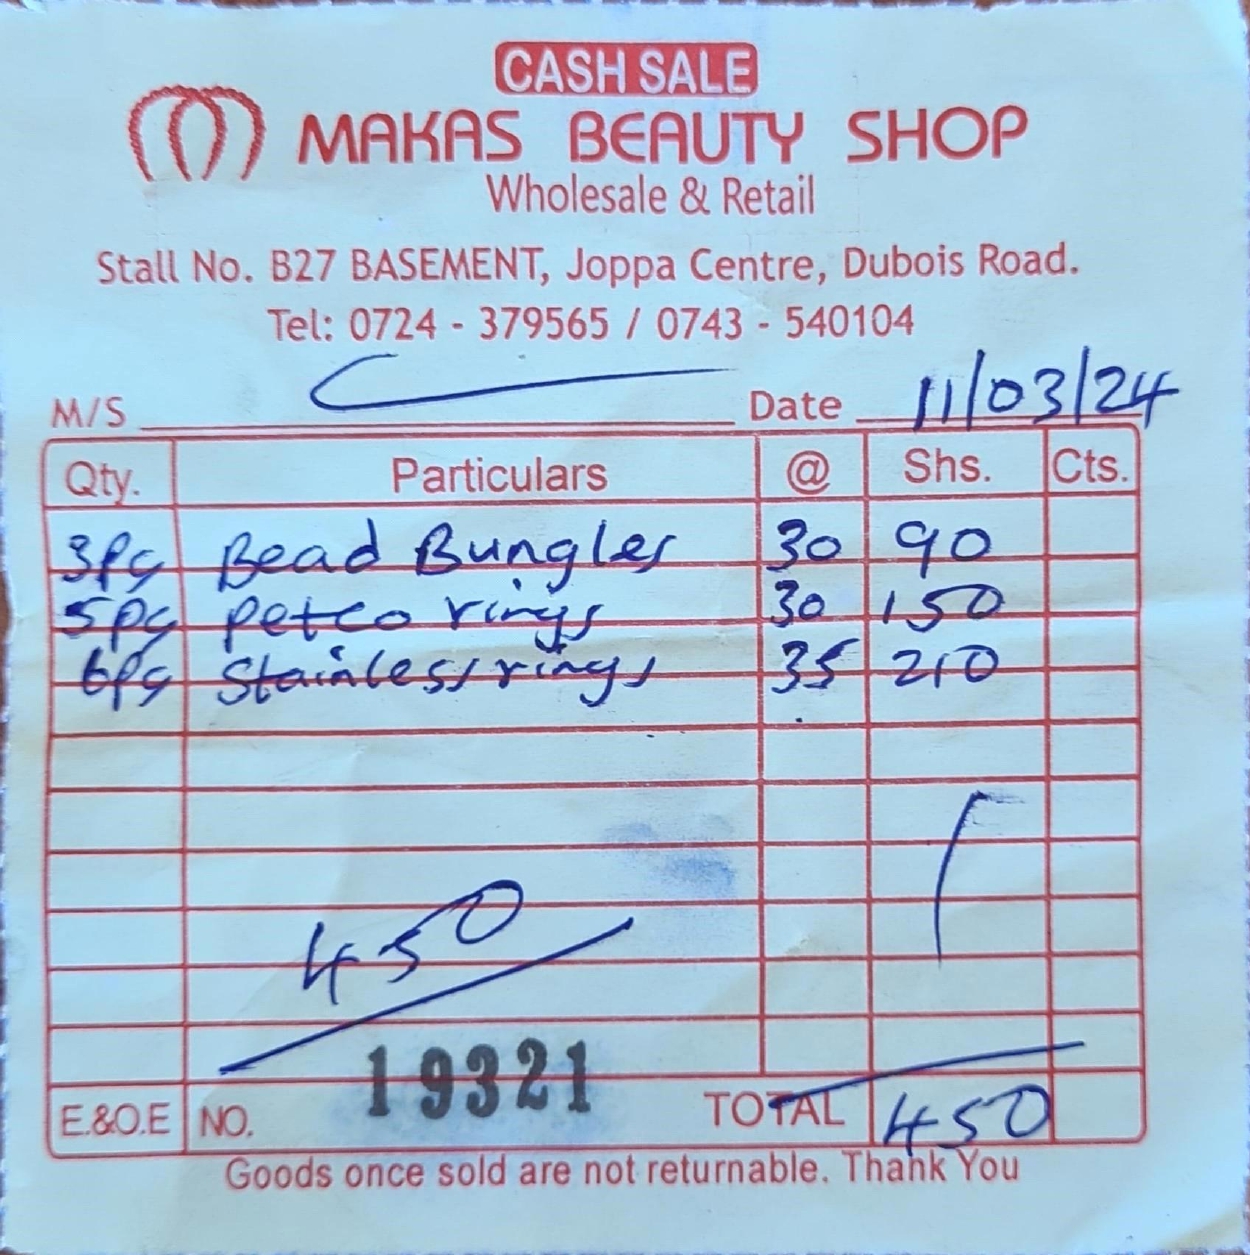 CASH SALE
MAKAS BEAUTY SHOP
Wholesale & Retail
Stall No. B27 BASEMENT, Joppa Centre, Dubois Road.
Tel: 0724 - 379565 / 0743 - 540104
M/S Date 11/03/24
Qty. Particulars @ Shs. Cts.
3pc Bead Bungles 30 90
5pc petco rings 30 150
6pc Stainless rings 35 210
450
E.&O.E NO. 19321 TOTAL 450
Goods once sold are not returnable. Thank You